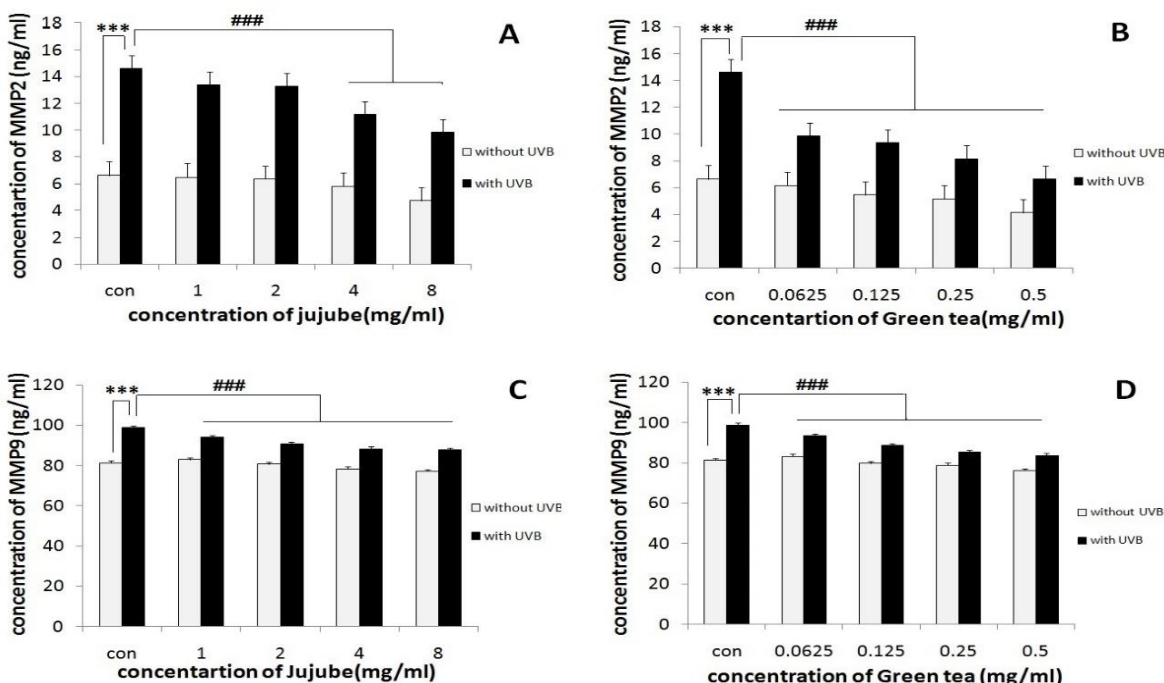 A
***
###
concentartion of MMP2 (ng/ml)
18
16
14
12
10
8
6
4
2
0
without UVB
with UVB
con 1 2 4 8
concentration of jujube(mg/ml)
B
***
###
concentration of MMP2 (ng/ml)
18
16
14
12
10
8
6
4
2
0
without UVB
with UVB
con 0.0625 0.125 0.25 0.5
concentartion of Green tea(mg/ml)
C
***
###
concentration of MMP9 (ng/ml)
120
100
80
60
40
20
0
without UVB
with UVB
con 1 2 4 8
concentartion of Jujube(mg/ml)
D
***
###
concentration of MMP9 (ng/ml)
120
100
80
60
40
20
0
without UVB
with UVB
con 0.0625 0.125 0.25 0.5
concentration of Green tea (mg/ml)